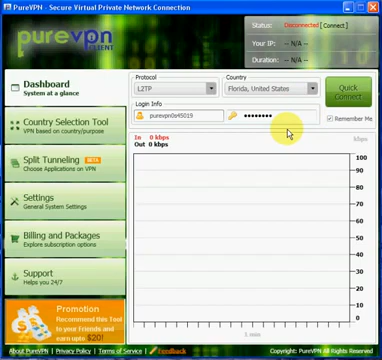 PureVPN - Secure Virtual Private Network Connection
purevpn
CLIENT
Status: Disconnected [ Connect ]
Your IP: -- N/A --
Duration: -- N/A --
Dashboard
System at a glance
Protocol
Country
L2TP
Florida, United States
Quick
Connect
Login Info
purevpn0s45019
Remember Me
Country Selection Tool
VPN based on country/purpose
In 0 kbps
Out 0 kbps
kbps
Split Tunneling BETA
Choose Applications on VPN
Settings
General System Settings
Billing and Packages
Explore subscription options
Support
Helps you 24/7
100
90
80
70
60
50
40
30
20
10
0
1 min
Promotion
Recommend this Tool
to your Friends and
earn upto $20!
About PureVPN | Privacy Policy | Terms of Service | Feedback
Copyright: PureVPN All Rights Reserved